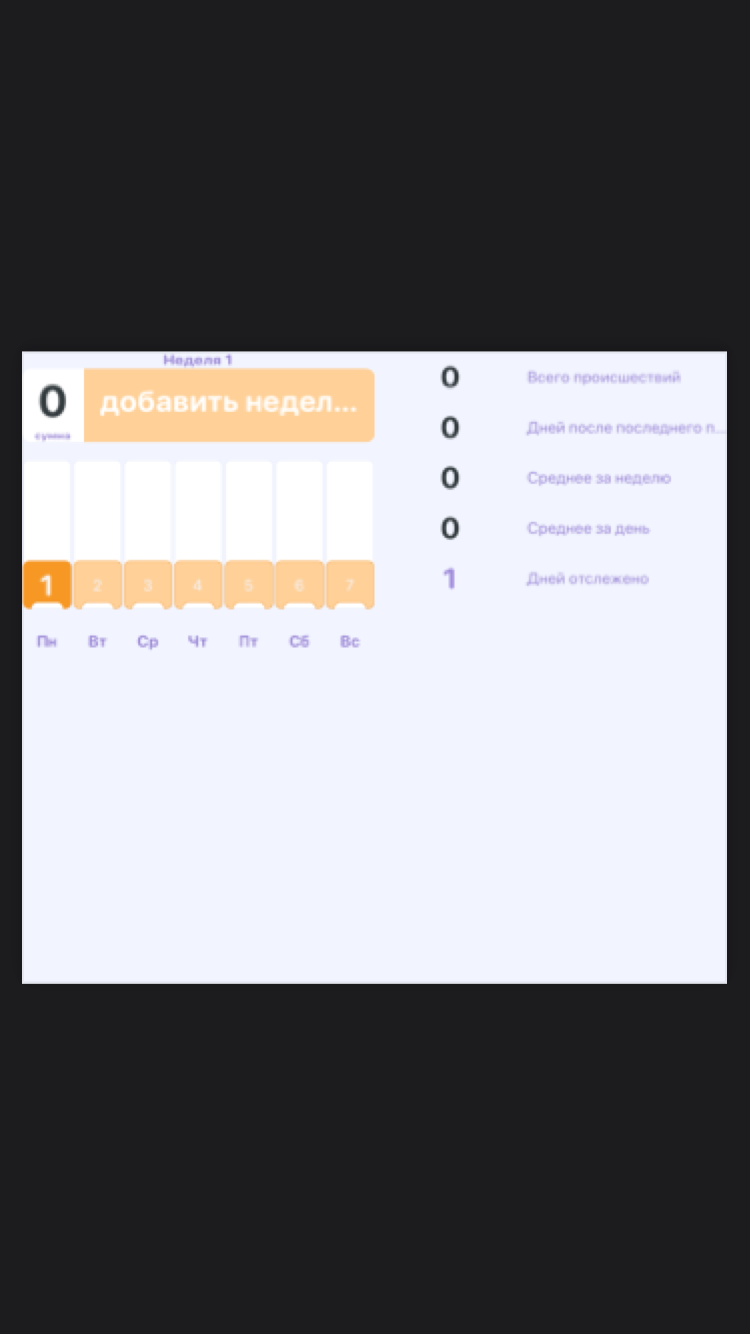 Неделя 1
0
сумма
добавить недел...
1 2 3 4 5 6 7
Пн Вт Ср Чт Пт Сб Вс
0 Всего происшествий
0 Дней после последнего п...
0 Среднее за неделю
0 Среднее за день
1 Дней отслежено